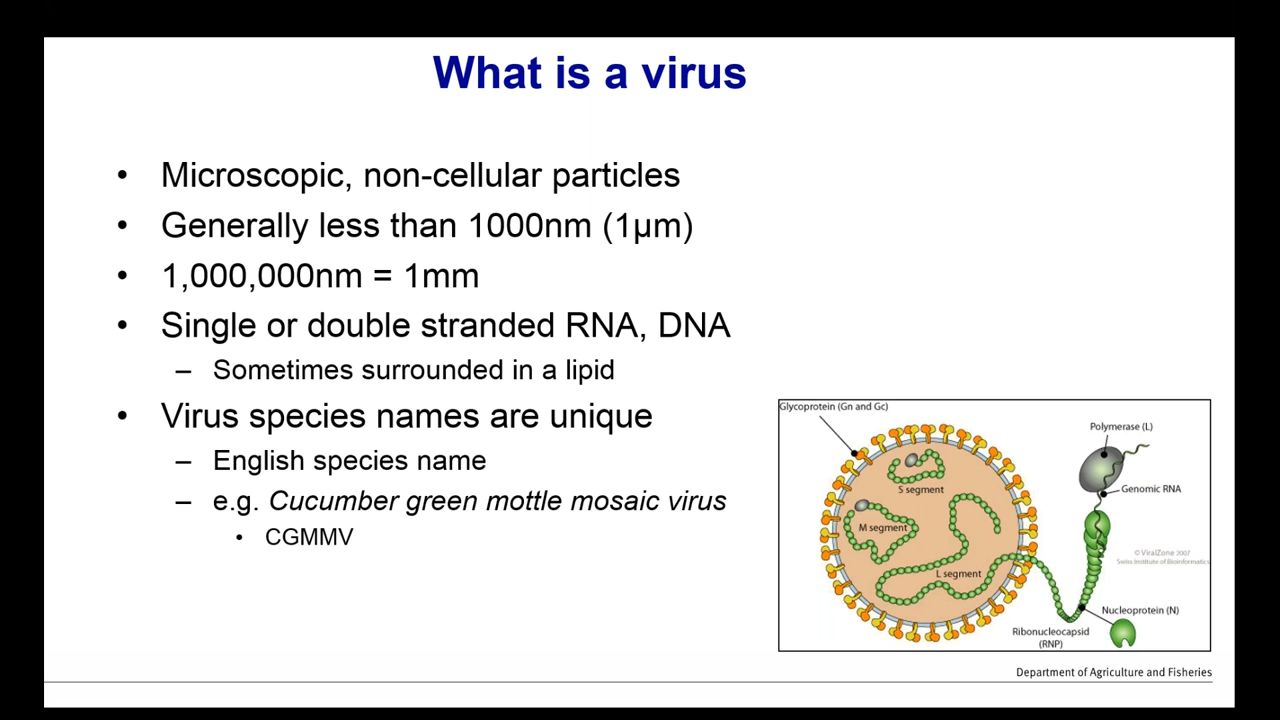 What is a virus
• Microscopic, non-cellular particles
• Generally less than 1000nm (1µm)
• 1,000,000nm = 1mm
• Single or double stranded RNA, DNA
– Sometimes surrounded in a lipid
• Virus species names are unique
– English species name
– e.g. Cucumber green mottle mosaic virus
• CGMMV
Glycoprotein (Gn and Gc)
Polymerase (L)
S segment
Genomic RNA
M segment
© ViralZone 2007
Swiss Institute of Bioinformatics
L segment
Nucleoprotein (N)
Ribonucleocapsid
(RNP)
Department of Agriculture and Fisheries